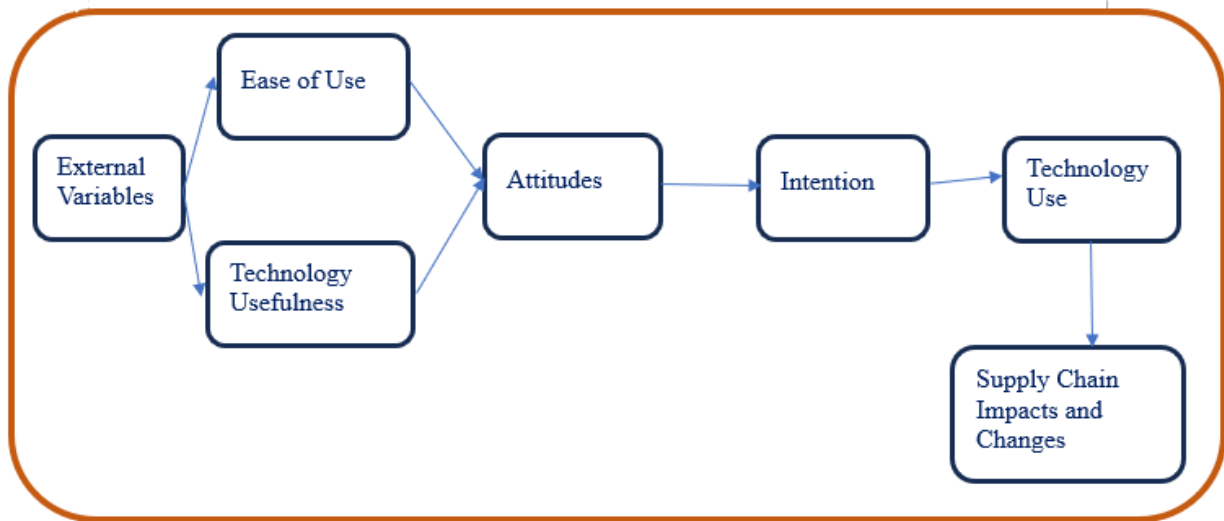 Ease of Use
External
Variables
Technology
Usefulness
Attitudes
Intention
Technology
Use
Supply Chain
Impacts and
Changes